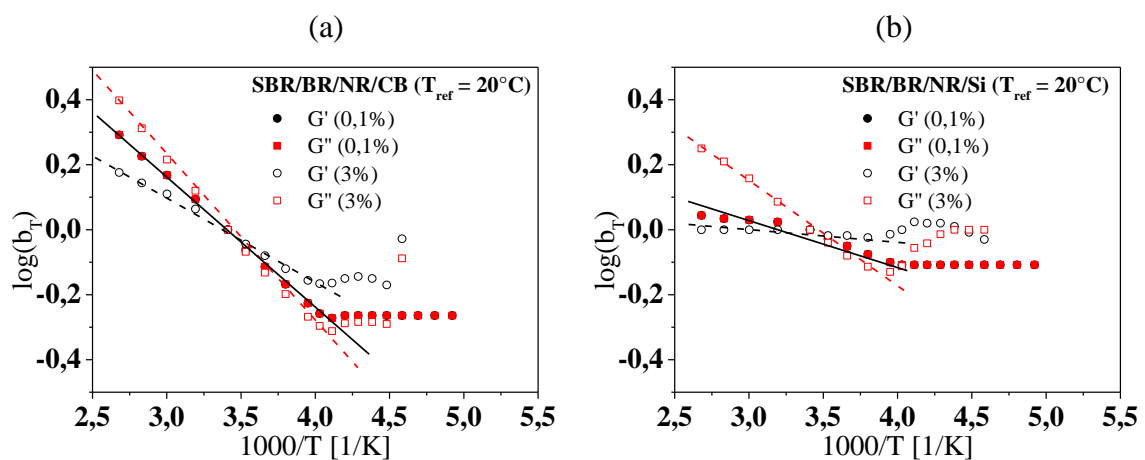 (a)
(b)
SBR/BR/NR/CB (T_ref = 20°C)
G' (0,1%)
G'' (0,1%)
G' (3%)
G'' (3%)
log(b_T)
0,4
0,2
0,0
-0,2
-0,4
2,5 3,0 3,5 4,0 4,5 5,0 5,5
1000/T [1/K]
SBR/BR/NR/Si (T_ref = 20°C)
G' (0,1%)
G'' (0,1%)
G' (3%)
G'' (3%)
log(b_T)
0,4
0,2
0,0
-0,2
-0,4
2,5 3,0 3,5 4,0 4,5 5,0 5,5
1000/T [1/K]